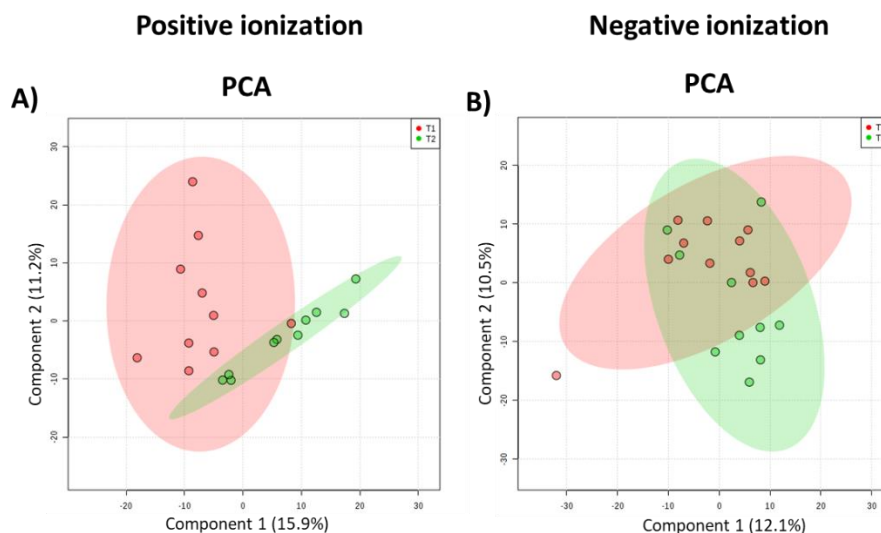 Positive ionization
Negative ionization
A)
PCA
B)
PCA
T1
T2
30
20
10
0
-10
-20
Component 2 (11.2%)
-20
-10
0
10
20
30
Component 1 (15.9%)
T
T
20
10
0
-10
-20
-30
Component 2 (10.5%)
-30
-20
-10
0
10
20
Component 1 (12.1%)